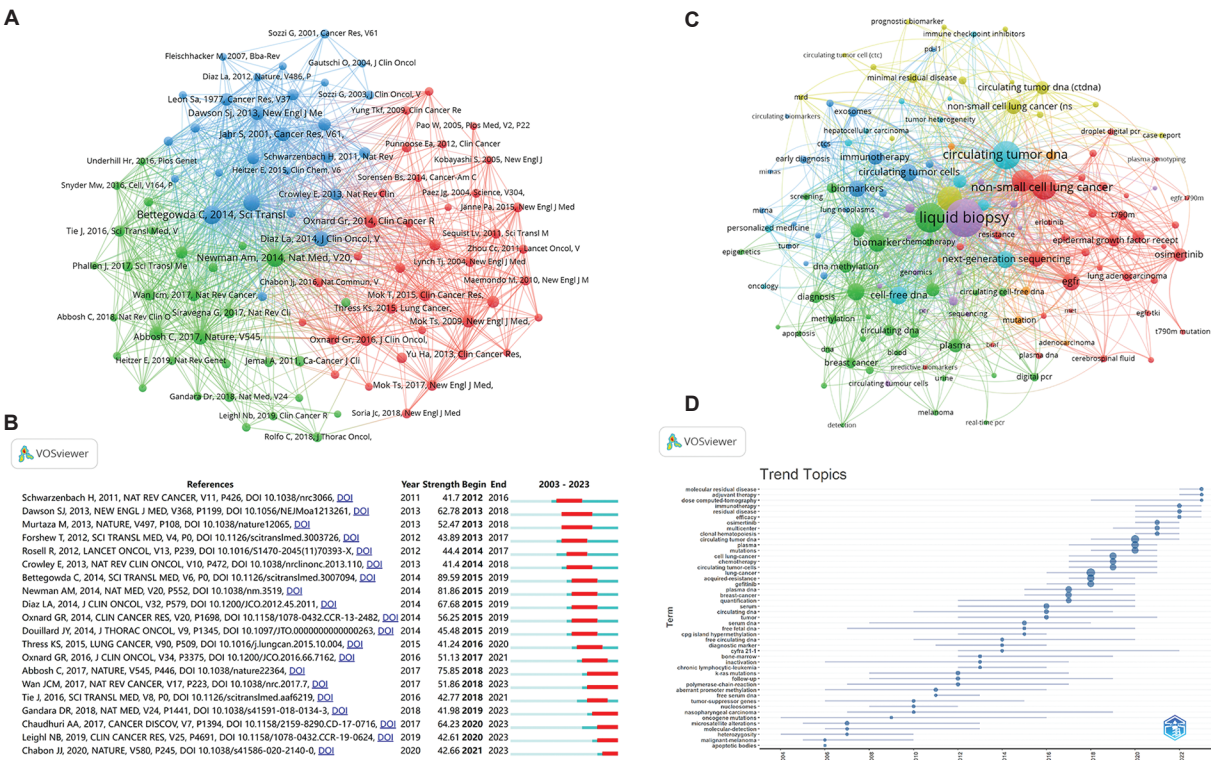 A
Sozzi G, 2001, Cancer Res, V61
Fleischhacker M, 2007, Bba-Rev
Gautschi O, 2004, J Clin Oncol
Diaz La, 2012, Nature, V486, P
Leon Sa, 1977, Cancer Res, V37
Sozzi G, 2003, J Clin Oncol, V
Dawson Sj, 2013, New Engl J Me
Yung Tkf, 2009, Clin Cancer Re
Jahr S, 2001, Cancer Res, V61,
Pao W, 2005, Plos Med, V2, P22
Punnoose Ea, 2012, Clin Cancer
Underhill Hr, 2016, Plos Genet
Schwarzenbach H, 2011, Nat Rev
Kobayashi S, 2005, New Engl J
Heitzer E, 2015, Clin Chem, V6
Sorensen Bs, 2014, Cancer-Am C
Snyder Mw, 2016, Cell, V164, P
Crowley E, 2013, Nat Rev Clin
Paez Jg, 2004, Science, V304,
Janne Pa, 2015, New Engl J Med
Bettegowda C, 2014, Sci Transl
Oxnard Gr, 2014, Clin Cancer R
Tie J, 2016, Sci Transl Med, V
Sequist Lv, 2011, Sci Transl M
Diaz La, 2014, J Clin Oncol, V
Zhou Cc, 2011, Lancet Oncol, V
Phallen J, 2017, Sci Transl Me
Newman Am, 2014, Nat Med, V20,
Lynch Tj, 2004, New Engl J Med
Chabon Jj, 2016, Nat Commun, V
Maemondo M, 2010, New Engl J M
Wan Jcm, 2017, Nat Rev Cancer,
Mok T, 2015, Clin Cancer Res,
Thress Ks, 2015, Lung Cancer,
Abbosh C, 2018, Nat Rev Clin O
Siravegna G, 2017, Nat Rev Cli
Mok Ts, 2009, New Engl J Med,
Abbosh C, 2017, Nature, V545,
Oxnard Gr, 2016, J Clin Oncol,
Heitzer E, 2019, Nat Rev Genet
Jemal A, 2011, Ca-Cancer J Cli
Yu Ha, 2013, Clin Cancer Res,
Mok Ts, 2017, New Engl J Med,
Gandara Dr, 2018, Nat Med, V24
Leighl Nb, 2019, Clin Cancer R
Soria Jc, 2018, New Engl J Med
Rolfo C, 2018, J Thorac Oncol,
B
VOSviewer
References Year Strength Begin End 2003 - 2023
Schwarzenbach H, 2011, NAT REV CANCER, V11, P426, DOI 10.1038/nrc3066, DOI 2011 41.7 2012 2016
Dawson SJ, 2013, NEW ENGL J MED, V368, P1199, DOI 10.1056/NEJMoa1213261, DOI 2013 62.78 2013 2018
Murtaza M, 2013, NATURE, V497, P108, DOI 10.1038/nature12065, DOI 2013 52.47 2013 2018
2012, SCI TRANSL MED, V4, P0, DOI 10.1126/scitranslmed.3003726, DOI 2012 43.89 2013 2017
Rosell R, 2012, LANCET ONCOL, V13, P239, DOI 10.1016/S1470-2045(11)70393-X, DOI 2012 44.4 2014 2017
Crowley E, 2013, NAT REV CLIN ONCOL, V10, P472, DOI 10.1038/nrclinonc.2013.110, DOI 2013 41.4 2014 2018
Bettegowda C, 2014, SCI TRANSL MED, V6, P0, DOI 10.1126/scitranslmed.3007094, DOI 2014 89.59 2015 2019
Newman AM, 2014, NAT MED, V20, P552, DOI 10.1038/nm.3519, DOI 2014 81.86 2015 2019
Diaz LA, 2014, J CLIN ONCOL, V32, P579, DOI 10.1200/JCO.2012.45.2011, DOI 2014 67.68 2015 2019
Oxnard GR, 2014, CLIN CANCER RES, V20, P1698, DOI 10.1158/1078-0432.CCR-13-2482, DOI 2014 56.25 2015 2019
Douillard JY, 2014, J THORAC ONCOL, V9, P1345, DOI 10.1097/JTO.0000000000000263, DOI 2014 45.48 2016 2019
Thress KS, 2015, LUNG CANCER, V90, P509, DOI 10.1016/j.lungcan.2015.10.004, DOI 2015 41.24 2016 2020
Oxnard GR, 2016, J CLIN ONCOL, V34, P3375, DOI 10.1200/JCO.2016.66.7162, DOI 2016 51.13 2017 2021
Abbosh C, 2017, NATURE, V545, P446, DOI 10.1038/nature22364, DOI 2017 75.85 2018 2023
Wan JCM, 2017, NAT REV CANCER, V17, P223, DOI 10.1038/nrc.2017.7, DOI 2017 51.86 2018 2023
Tie J, 2016, SCI TRANSL MED, V8, P0, DOI 10.1126/scitranslmed.aaf6219, DOI 2016 42.77 2018 2021
Gandara DR, 2018, NAT MED, V24, P1441, DOI 10.1038/s41591-018-0134-3, DOI 2018 41.88 2019 2023
Chaudhuri AA, 2017, CANCER DISCOV, V7, P1394, DOI 10.1158/2159-8290.CD-17-0716, DOI 2017 64.23 2020 2023
Leighl NB, 2019, CLIN CANCER RES, V25, P4691, DOI 10.1158/1078-0432.CCR-19-0624, DOI 2019 42.61 2020 2023
Chabon JJ, 2020, NATURE, V580, P245, DOI 10.1038/s41586-020-2140-0, DOI 2020 42.66 2021 2023
C
prognostic biomarker
immune checkpoint inhibitors
pd-l1
circulating tumor cell (ctc)
minimal residual disease
circulating tumor dna (ctdna)
mrd
exosomes
non-small cell lung cancer (ns
circulating biomarkers
tumor heterogeneity
hepatocellular carcinoma
droplet digital pcr
case report
ctcs
early diagnosis
immunotherapy
circulating tumor dna
plasma genotyping
mirnas
circulating tumor cells
screening
biomarkers
non-small cell lung cancer
egfr t790m
mirna
lung neoplasms
liquid biopsy
t790m
personalized medicine
erlotinib
resistance
tumor
biomarker
chemotherapy
epidermal growth factor recept
epigenetics
osimertinib
next-generation sequencing
dna methylation
genomics
lung adenocarcinoma
oncology
egfr
diagnosis
cell-free dna
circulating cell-free dna
methylation
pcr
sequencing
met
mutation
egfr-tki
apoptosis
circulating dna
t790m mutation
dna
blood
plasma
braf
adenocarcinoma
plasma dna
cerebrospinal fluid
breast cancer
predictive biomarkers
urine
digital pcr
circulating tumour cells
melanoma
detection
real-time pcr
D
VOSviewer
Trend Topics
Term
molecular residual disease
adjuvant therapy
dose computed-tomography
immunotherapy
residual disease
efficacy
osimertinib
multicenter
clonal hematopoiesis
circulating tumor dna
plasma
mutations
cell lung-cancer
chemotherapy
circulating tumor-cells
lung-cancer
acquired-resistance
gefitinib
plasma dna
breast-cancer
quantification
serum
circulating dna
tumor
serum dna
free fetal dna
cpg island hypermethylation
free circulating dna
diagnostic marker
cyfra 21-1
bone-marrow
inactivation
chronic lymphocytic-leukemia
k-ras mutations
follow-up
polymerase-chain-reaction
aberrant promoter methylation
free serum dna
tumor-suppressor genes
nucleosomes
nasopharyngeal carcinoma
oncogene mutations
microsatellite alterations
molecular-detection
heterozygosity
malignant-melanoma
apoptotic bodies